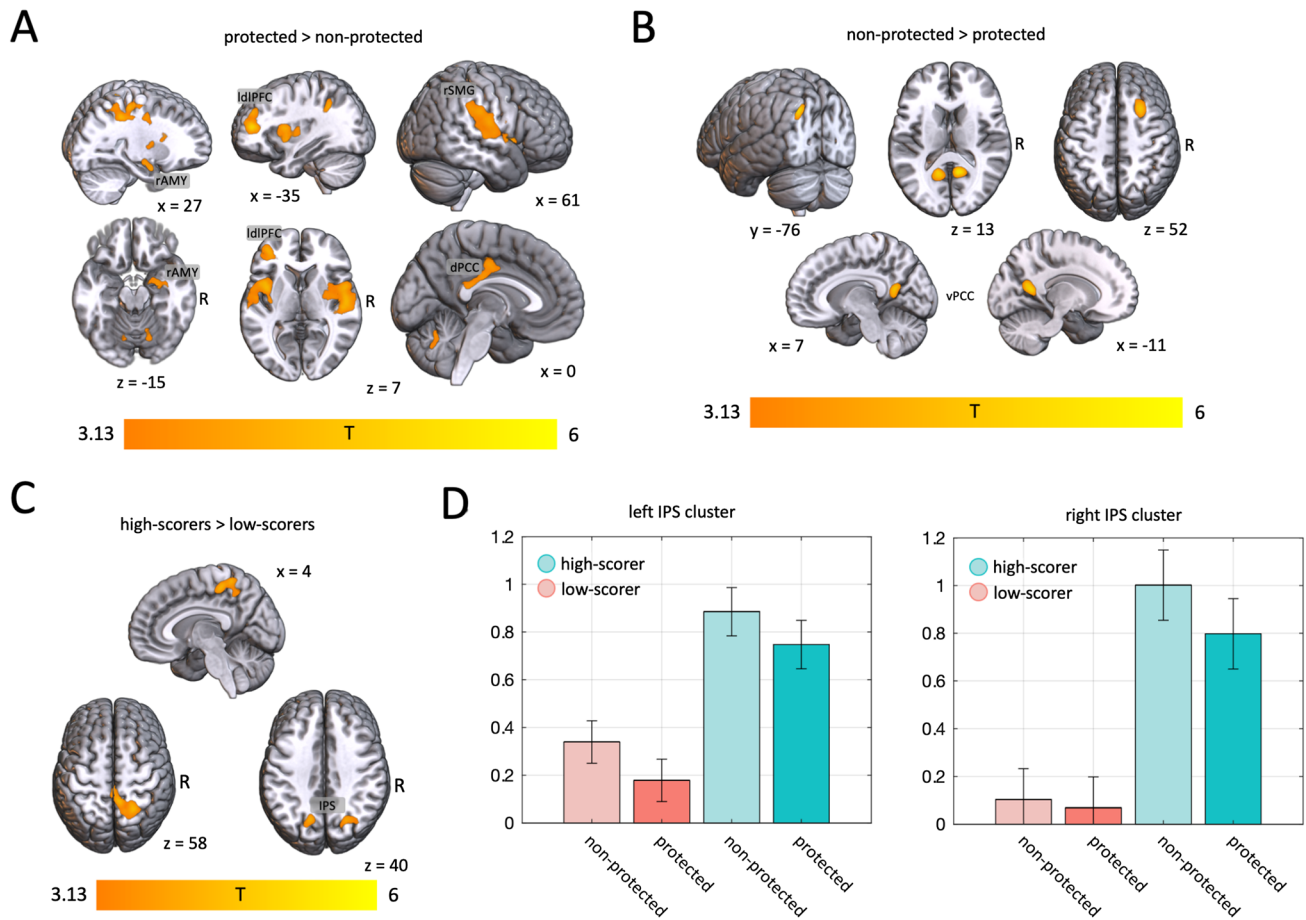 A
protected > non-protected
rAMY
x = 27
ldlPFC
x = -35
rSMG
x = 61
rAMY
R
z = -15
ldlPFC
R
z = 7
dPCC
x = 0
3.13
T
6
B
non-protected > protected
y = -76
R
z = 13
R
z = 52
vPCC
x = 7
x = -11
3.13
T
6
C
high-scorers > low-scorers
x = 4
R
z = 58
IPS
R
z = 40
3.13
T
6
D
left IPS cluster
1.2
1
0.8
0.6
0.4
0.2
0
high-scorer
low-scorer
non-protected
protected
non-protected
protected
right IPS cluster
1.2
1
0.8
0.6
0.4
0.2
0
high-scorer
low-scorer
non-protected
protected
non-protected
protected